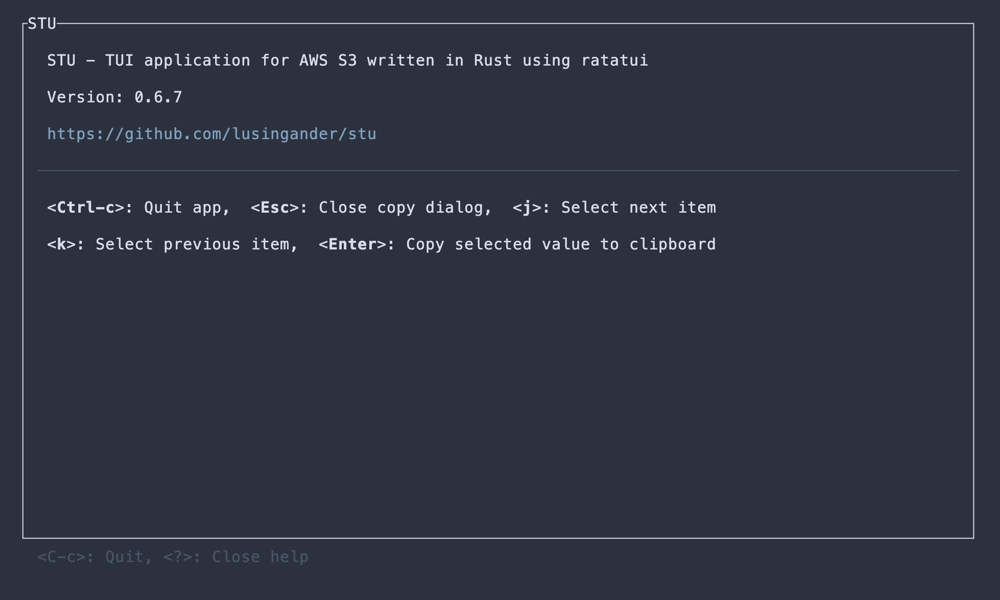 STU
STU – TUI application for AWS S3 written in Rust using ratatui
Version: 0.6.7
https://github.com/lusingander/stu
<Ctrl-c>: Quit app,  <Esc>: Close copy dialog,  <j>: Select next item
<k>: Select previous item,  <Enter>: Copy selected value to clipboard
<C-c>: Quit, <?>: Close help